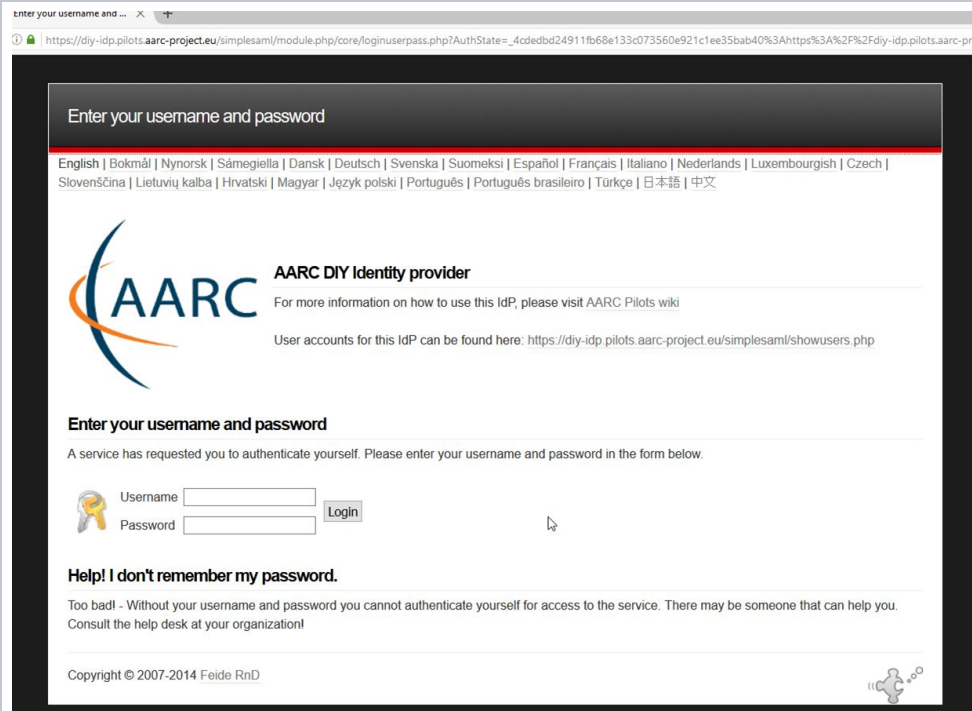 Enter your username and ...
https://diy-idp.pilots.aarc-project.eu/simplesaml/module.php/core/loginuserpass.php?AuthState=_4cdedbd24911fb68e133c073560e921c1ee35bab40%3Ahttps%3A%2F%2Fdiy-idp.pilots.aarc-pr
Enter your username and password
English | Bokmål | Nynorsk | Sámegiella | Dansk | Deutsch | Svenska | Suomeksi | Español | Français | Italiano | Nederlands | Luxembourgish | Czech |
Slovenščina | Lietuvių kalba | Hrvatski | Magyar | Język polski | Português | Português brasileiro | Türkçe | 日本語 | 中文
AARC
AARC DIY Identity provider
For more information on how to use this IdP, please visit AARC Pilots wiki
User accounts for this IdP can be found here: https://diy-idp.pilots.aarc-project.eu/simplesaml/showusers.php
Enter your username and password
A service has requested you to authenticate yourself. Please enter your username and password in the form below.
Username
Login
Password
Help! I don't remember my password.
Too bad! - Without your username and password you cannot authenticate yourself for access to the service. There may be someone that can help you.
Consult the help desk at your organization!
Copyright © 2007-2014 Feide RnD